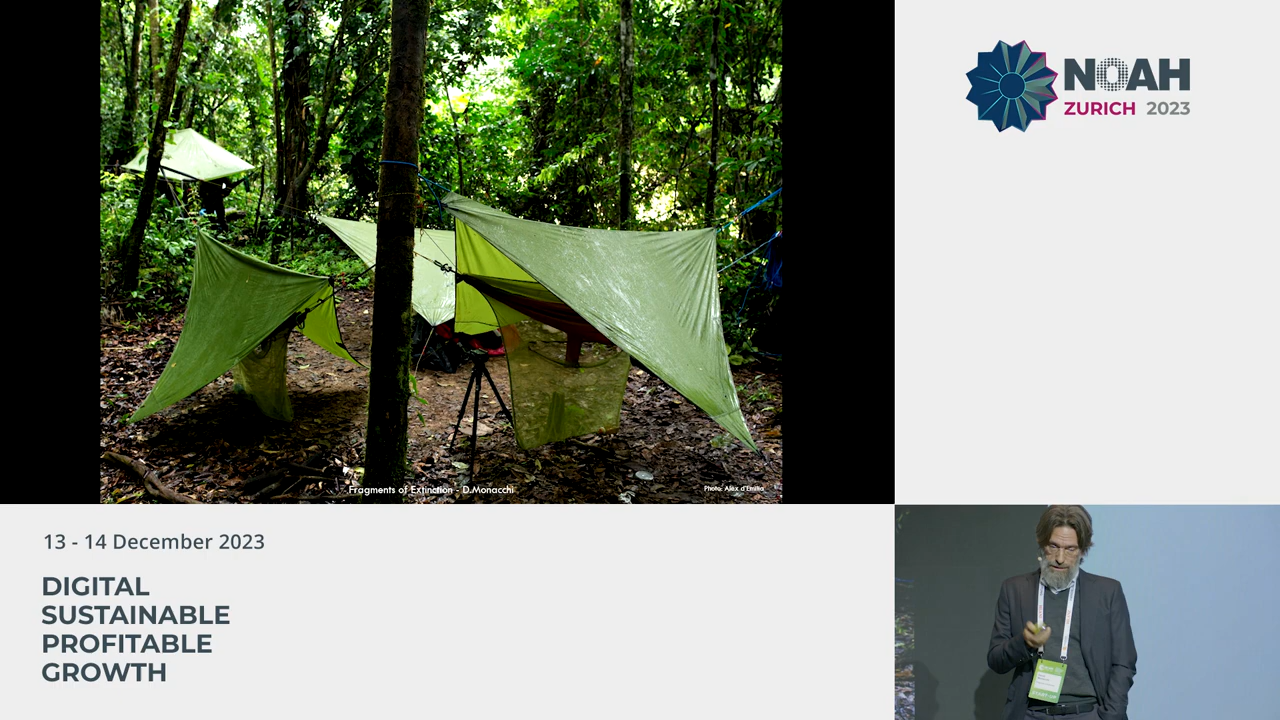 NOAH
ZURICH 2023
Fragments of Extinction - D.Monacchi
Photo: Alex d'Emilia
13 - 14 December 2023
DIGITAL
SUSTAINABLE
PROFITABLE
GROWTH